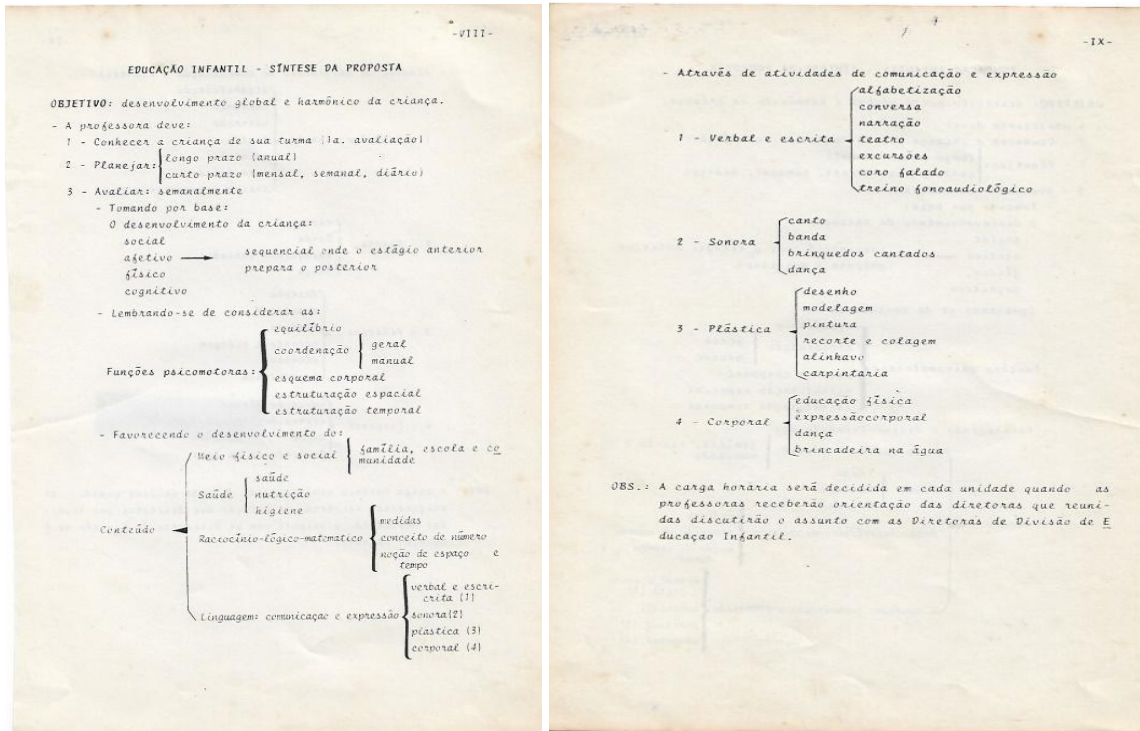 -VIII-
EDUCAÇÃO INFANTIL - SÍNTESE DA PROPOSTA
OBJETIVO: desenvolvimento global e harmônico da criança.
- A professora deve:
1 - Conhecer a criança de sua turma (1a. avaliação)
2 - Planejar:
longo prazo (anual)
curto prazo (mensal, semanal, diário)
3 - Avaliar: semanalmente
- Tomando por base:
O desenvolvimento da criança:
social
afetivo
físico
cognitivo
sequencial onde o estágio anterior
prepara o posterior
- Lembrando-se de considerar as:
Funções psicomotoras:
equilíbrio
coordenação
geral
manual
esquema corporal
estruturação espacial
estruturação temporal
- Favorecendo o desenvolvimento do:
Conteúdo
Meio físico e social
família, escola e co
munidade
Saúde
saúde
nutrição
higiene
Raciocínio-lógico-matematico
medidas
conceito de número
noção de espaço e
tempo
Linguagem: comunicaçao e expressão
verbal e escri-
crita (1)
sonora(2)
plastica (3)
corporal (4)
-IX-
- Através de atividades de comunicação e expressão
1 - Verbal e escrita
alfabetização
conversa
narração
teatro
excursões
coro falado
treino fonoaudiológico
2 - Sonora
canto
banda
brinquedos cantados
dança
3 - Plástica
desenho
modelagem
pintura
recorte e colagem
alinhavo
carpintaria
4 - Corporal
educação física
expressãocorporal
dança
brincadeira na água
OBS.: A carga horária será decidida em cada unidade quando as
professoras receberão orientação das diretoras que reuni-
das discutirão o assunto com as Diretoras de Divisão de E
ducaçao Infantil.